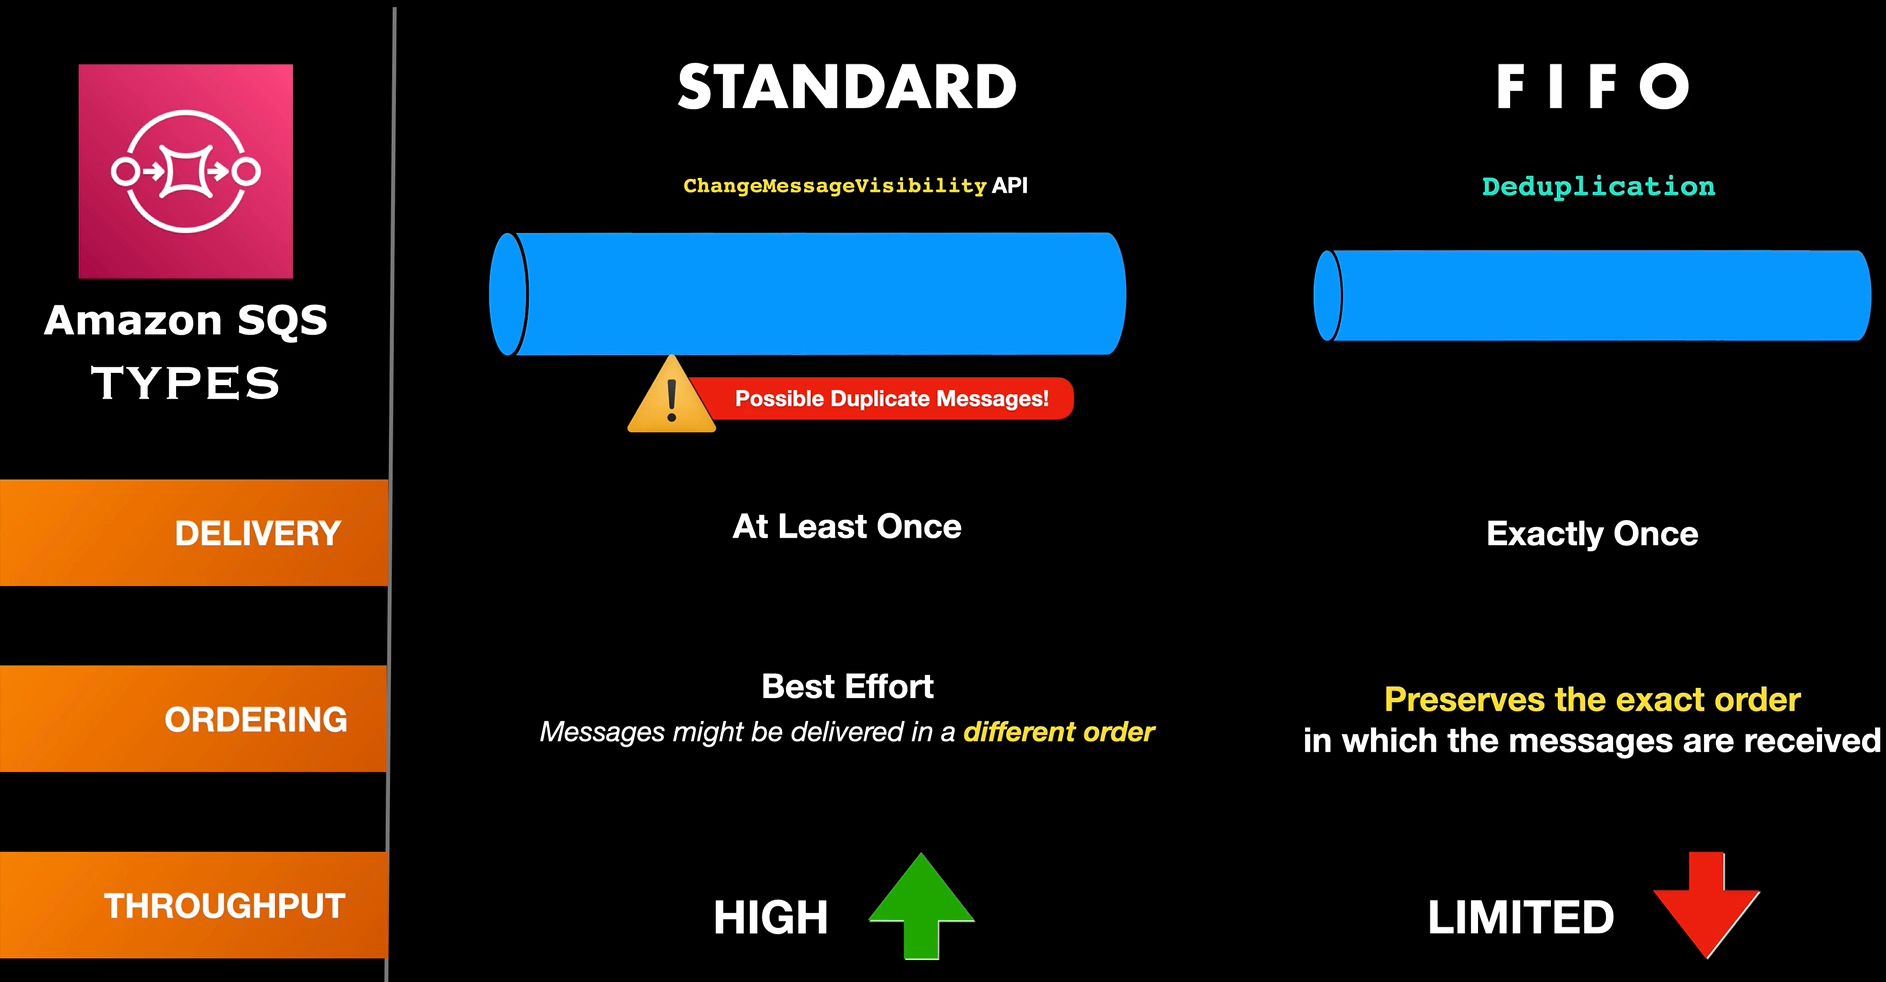 Amazon SQS
TYPES
STANDARD
F I F O
ChangeMessageVisibility API
Deduplication
Possible Duplicate Messages!
DELIVERY
At Least Once
Exactly Once
ORDERING
Best Effort
Messages might be delivered in a different order
Preserves the exact order
in which the messages are received
THROUGHPUT
HIGH
LIMITED